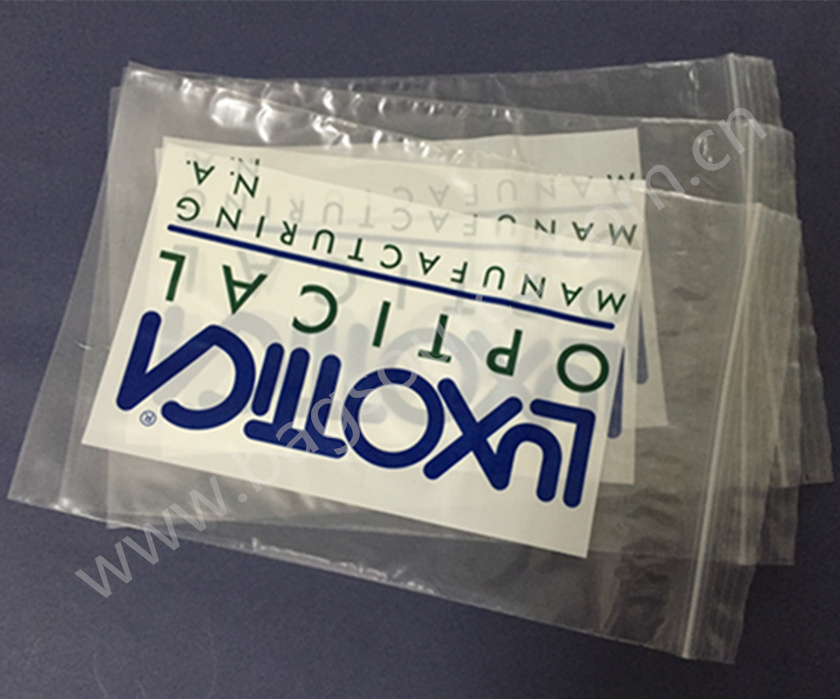 LUXOTTICA®
OPTICAL
MANUFACTURING
N.A.